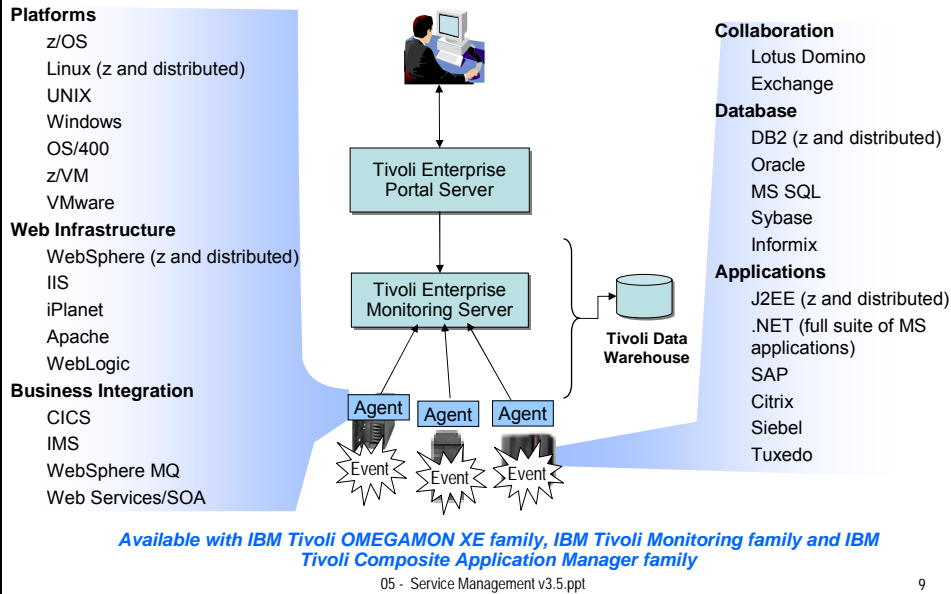 Platforms
z/OS
Linux (z and distributed)
UNIX
Windows
OS/400
z/VM
VMware
Web Infrastructure
WebSphere (z and distributed)
IIS
iPlanet
Apache
WebLogic
Business Integration
CICS
IMS
WebSphere MQ
Web Services/SOA
Tivoli Enterprise
Portal Server
Tivoli Enterprise
Monitoring Server
Tivoli Data
Warehouse
Agent
Agent
Agent
Event
Event
Event
Collaboration
Lotus Domino
Exchange
Database
DB2 (z and distributed)
Oracle
MS SQL
Sybase
Informix
Applications
J2EE (z and distributed)
.NET (full suite of MS
applications)
SAP
Citrix
Siebel
Tuxedo
Available with IBM Tivoli OMEGAMON XE family, IBM Tivoli Monitoring family and IBM
Tivoli Composite Application Manager family
05 - Service Management v3.5.ppt
9